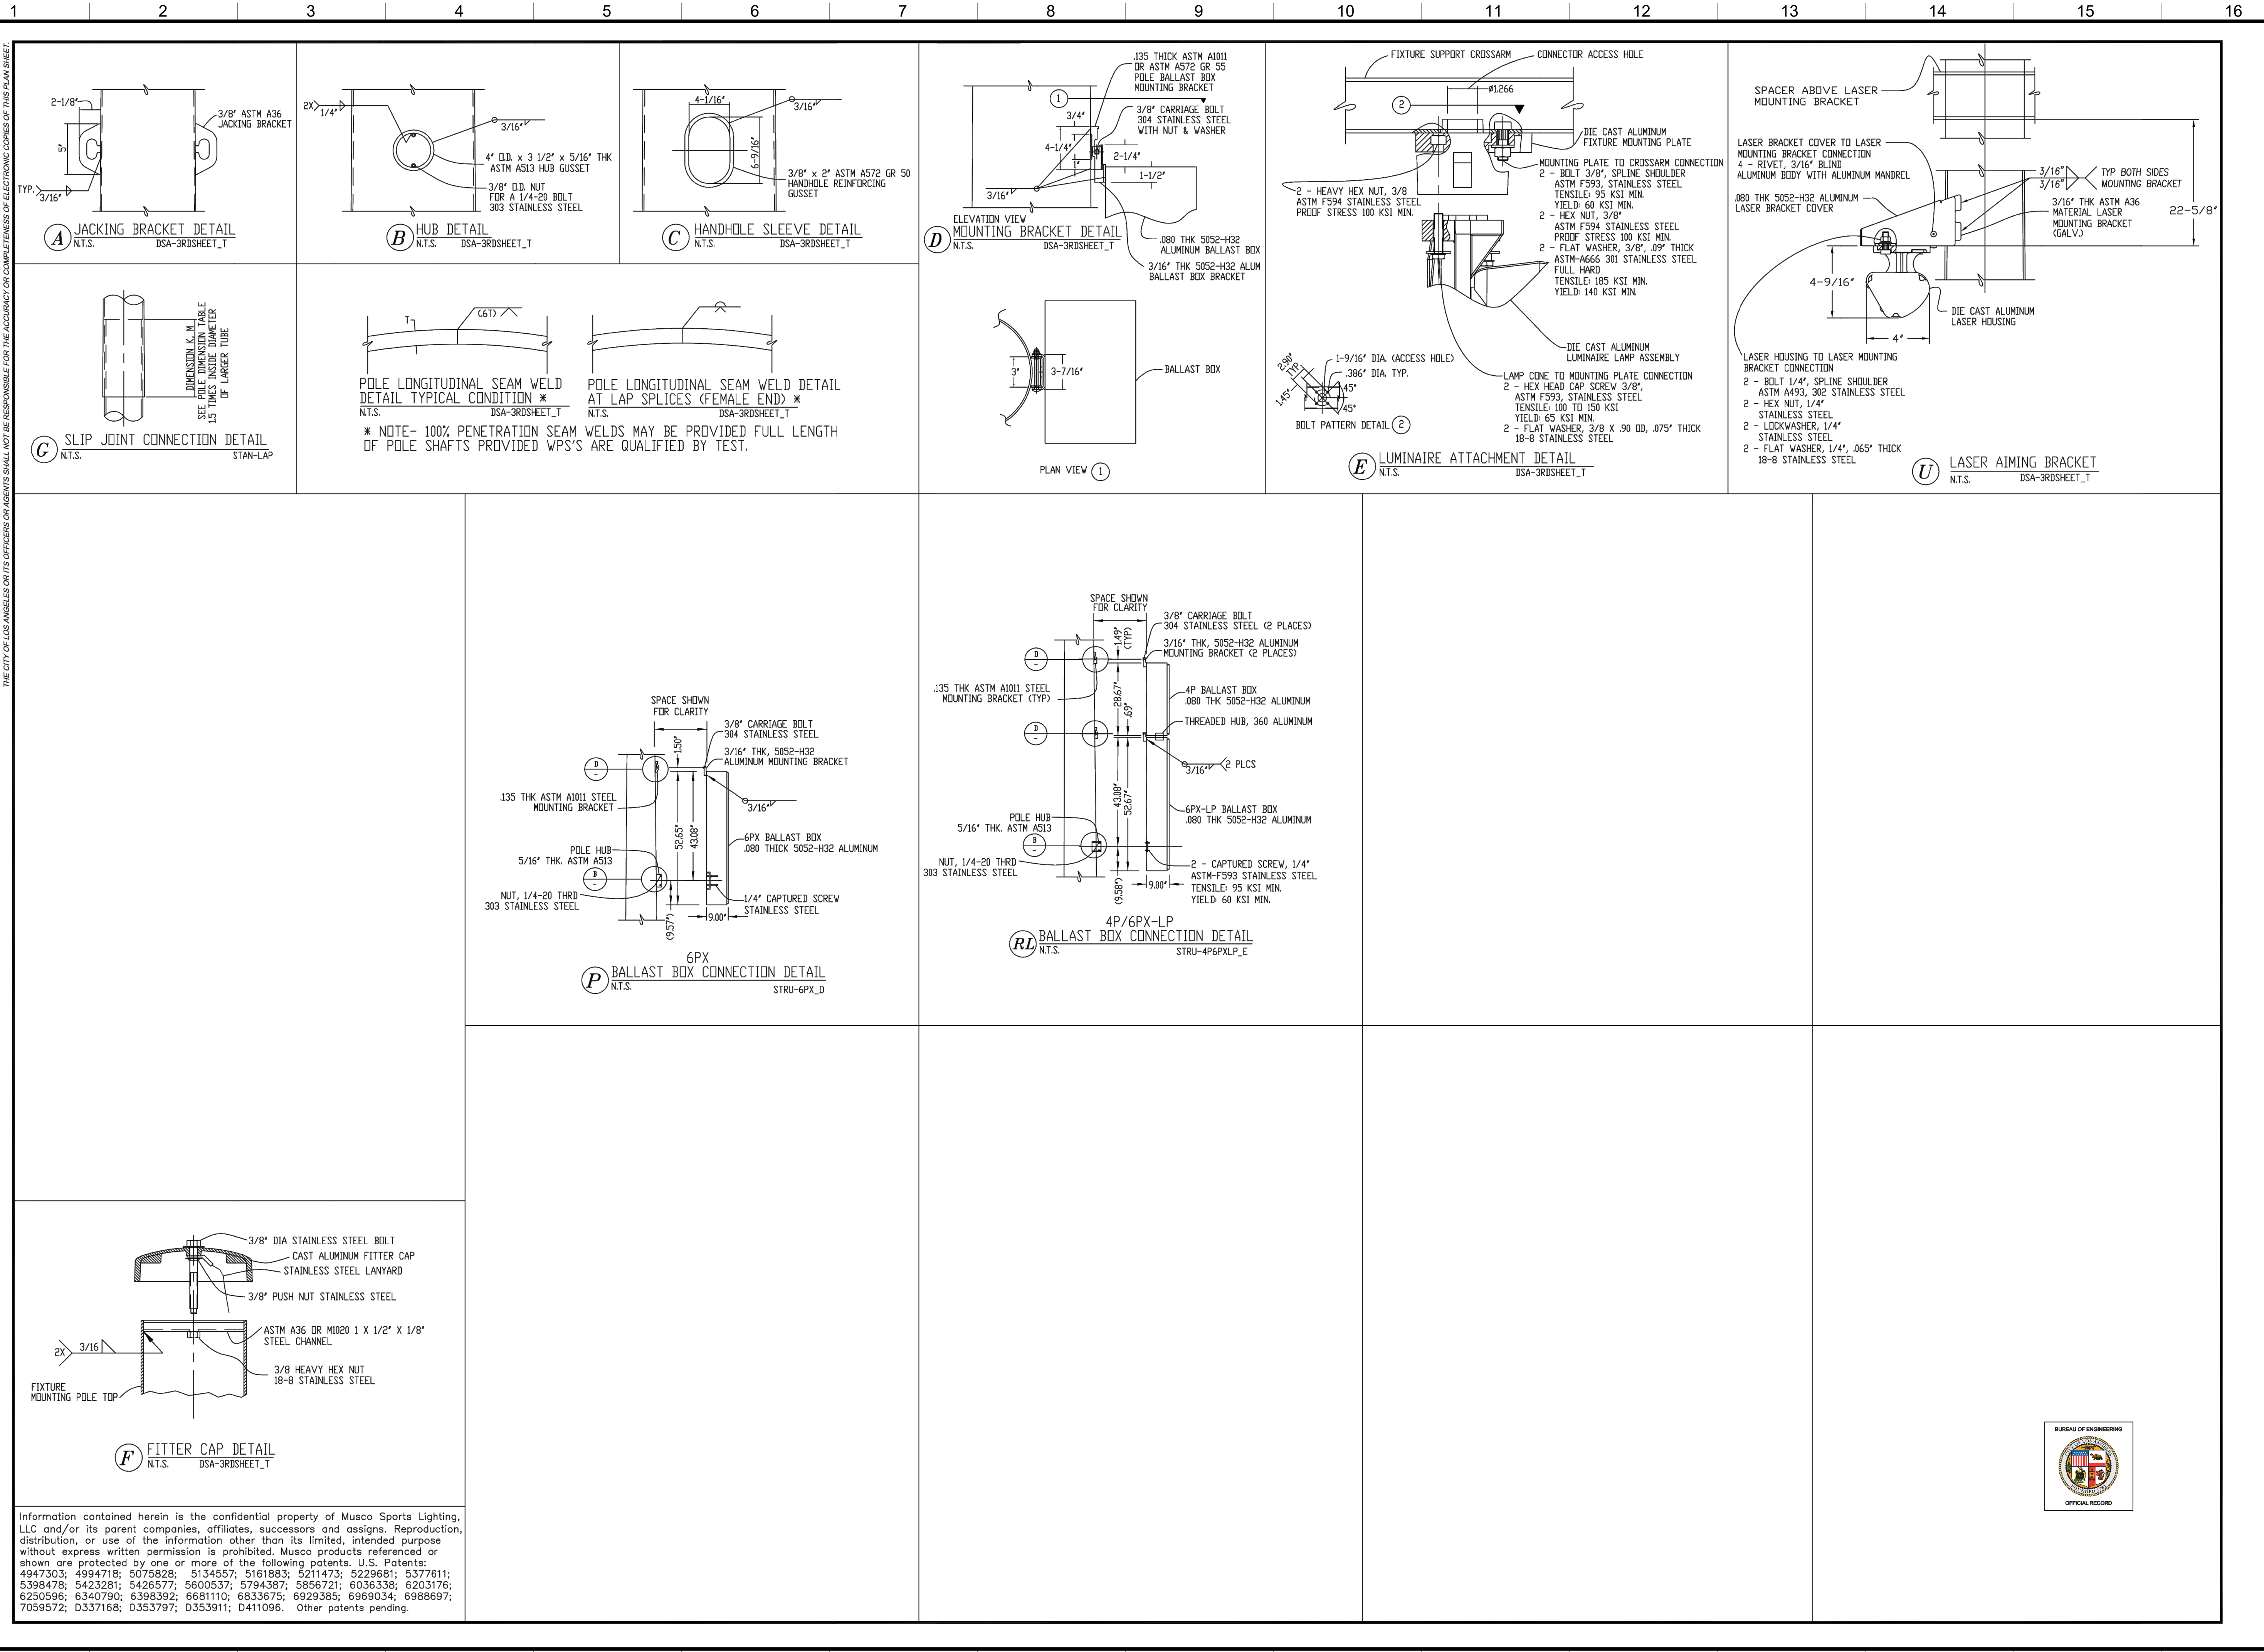 1 2 3 4 5 6 7 8 9 10 11 12 13 14 15 16
THE CITY OF LOS ANGELES OR ITS OFFICERS OR AGENTS SHALL NOT BE RESPONSIBLE FOR THE ACCURACY OR COMPLETENESS OF ELECTRONIC COPIES OF THIS PLAN SHEET.
2-1/8"
5"
TYP.
3/16"
3/8" ASTM A36
JACKING BRACKET
A
JACKING BRACKET DETAIL
N.T.S. DSA-3RDSHEET_T
2X
1/4"
3/16"
4" O.D. x 3 1/2" x 5/16" THK
ASTM A513 HUB GUSSET
3/8" O.D. NUT
FOR A 1/4-20 BOLT
303 STAINLESS STEEL
B
HUB DETAIL
N.T.S. DSA-3RDSHEET_T
4-1/16"
3/16"
6-9/16"
3/8" x 2" ASTM A572 GR 50
HANDHOLE REINFORCING
GUSSET
C
HANDHOLE SLEEVE DETAIL
N.T.S. DSA-3RDSHEET_T
.135 THICK ASTM A1011
OR ASTM A572 GR 55
POLE BALLAST BOX
MOUNTING BRACKET
1
3/8" CARRIAGE BOLT
304 STAINLESS STEEL
WITH NUT & WASHER
3/4"
4-1/4"
1"
2-1/4"
1-1/2"
3/16"
ELEVATION VIEW
D
MOUNTING BRACKET DETAIL
N.T.S. DSA-3RDSHEET_T
.080 THK 5052-H32
ALUMINUM BALLAST BOX
3/16" THK 5052-H32 ALUM
BALLAST BOX BRACKET
3"
3-7/16"
BALLAST BOX
PLAN VIEW 1
FIXTURE SUPPORT CROSSARM
CONNECTOR ACCESS HOLE
2
ø1.266
DIE CAST ALUMINUM
FIXTURE MOUNTING PLATE
MOUNTING PLATE TO CROSSARM CONNECTION
2 - BOLT 3/8", SPLINE SHOULDER
ASTM F593, STAINLESS STEEL
TENSILE: 95 KSI MIN.
YIELD: 60 KSI MIN.
2 - HEX NUT, 3/8"
ASTM F594 STAINLESS STEEL
PROOF STRESS 100 KSI MIN.
2 - FLAT WASHER, 3/8", .09" THICK
ASTM-A666 301 STAINLESS STEEL
FULL HARD
TENSILE: 185 KSI MIN.
YIELD: 140 KSI MIN.
2 - HEAVY HEX NUT, 3/8
ASTM F594 STAINLESS STEEL
PROOF STRESS 100 KSI MIN.
DIE CAST ALUMINUM
LUMINAIRE LAMP ASSEMBLY
2.90"
TYP
1.45"
1-9/16" DIA. (ACCESS HOLE)
.386" DIA. TYP.
45°
45°
BOLT PATTERN DETAIL 2
LAMP CONE TO MOUNTING PLATE CONNECTION
2 - HEX HEAD CAP SCREW 3/8",
ASTM F593, STAINLESS STEEL
TENSILE: 100 TO 150 KSI
YIELD: 65 KSI MIN.
2 - FLAT WASHER, 3/8 X .90 OD, .075" THICK
18-8 STAINLESS STEEL
E
LUMINAIRE ATTACHMENT DETAIL
N.T.S. DSA-3RDSHEET_T
SPACER ABOVE LASER
MOUNTING BRACKET
LASER BRACKET COVER TO LASER
MOUNTING BRACKET CONNECTION
4 - RIVET, 3/16" BLIND
ALUMINUM BODY WITH ALUMINUM MANDREL
.080 THK 5052-H32 ALUMINUM
LASER BRACKET COVER
3/16"
3/16"
TYP BOTH SIDES
MOUNTING BRACKET
3/16" THK ASTM A36
MATERIAL LASER
MOUNTING BRACKET
(GALV.)
22-5/8"
4-9/16"
4"
DIE CAST ALUMINUM
LASER HOUSING
LASER HOUSING TO LASER MOUNTING
BRACKET CONNECTION
2 - BOLT 1/4", SPLINE SHOULDER
ASTM A493, 302 STAINLESS STEEL
2 - HEX NUT, 1/4"
STAINLESS STEEL
2 - LOCKWASHER, 1/4"
STAINLESS STEEL
2 - FLAT WASHER, 1/4", .065" THICK
18-8 STAINLESS STEEL
U
LASER AIMING BRACKET
N.T.S. DSA-3RDSHEET_T
DIMENSION K, M
SEE POLE DIMENSION TABLE
1.5 TIMES INSIDE DIAMETER
OF LARGER TUBE
G
SLIP JOINT CONNECTION DETAIL
N.T.S. STAN-LAP
T
(.6T)
POLE LONGITUDINAL SEAM WELD
DETAIL TYPICAL CONDITION *
N.T.S. DSA-3RDSHEET_T
POLE LONGITUDINAL SEAM WELD DETAIL
AT LAP SPLICES (FEMALE END) *
N.T.S. DSA-3RDSHEET_T
* NOTE- 100% PENETRATION SEAM WELDS MAY BE PROVIDED FULL LENGTH
OF POLE SHAFTS PROVIDED WPS'S ARE QUALIFIED BY TEST.
SPACE SHOWN
FOR CLARITY
3/8" CARRIAGE BOLT
304 STAINLESS STEEL
1.50"
3/16" THK, 5052-H32
ALUMINUM MOUNTING BRACKET
D
-
.135 THK ASTM A1011 STEEL
MOUNTING BRACKET
3/16"
52.65"
43.08"
6PX BALLAST BOX
.080 THICK 5052-H32 ALUMINUM
POLE HUB
5/16" THK. ASTM A513
B
-
NUT, 1/4-20 THRD
303 STAINLESS STEEL
1/4" CAPTURED SCREW
STAINLESS STEEL
(9.57")
9.00"
6PX
P
BALLAST BOX CONNECTION DETAIL
N.T.S. STRU-6PX_D
SPACE SHOWN
FOR CLARITY
3/8" CARRIAGE BOLT
304 STAINLESS STEEL (2 PLACES)
1.49"
(TYP)
3/16" THK, 5052-H32 ALUMINUM
MOUNTING BRACKET (2 PLACES)
D
-
.135 THK ASTM A1011 STEEL
MOUNTING BRACKET (TYP)
28.67"
.69"
4P BALLAST BOX
.080 THK 5052-H32 ALUMINUM
THREADED HUB, 360 ALUMINUM
D
-
3/16"
2 PLCS
43.08"
52.67"
6PX-LP BALLAST BOX
.080 THK 5052-H32 ALUMINUM
POLE HUB
5/16" THK. ASTM A513
B
-
NUT, 1/4-20 THRD
303 STAINLESS STEEL
2 - CAPTURED SCREW, 1/4"
ASTM-F593 STAINLESS STEEL
TENSILE: 95 KSI MIN.
YIELD: 60 KSI MIN.
(9.58")
9.00"
4P/6PX-LP
RL
BALLAST BOX CONNECTION DETAIL
N.T.S. STRU-4P6PXLP_E
3/8" DIA STAINLESS STEEL BOLT
CAST ALUMINUM FITTER CAP
STAINLESS STEEL LANYARD
3/8" PUSH NUT STAINLESS STEEL
ASTM A36 OR M1020 1 X 1/2" X 1/8"
STEEL CHANNEL
2X
3/16
3/8 HEAVY HEX NUT
18-8 STAINLESS STEEL
FIXTURE
MOUNTING POLE TOP
F
FITTER CAP DETAIL
N.T.S. DSA-3RDSHEET_T
Information contained herein is the confidential property of Musco Sports Lighting,
LLC and/or its parent companies, affiliates, successors and assigns. Reproduction,
distribution, or use of the information other than its limited, intended purpose
without express written permission is prohibited. Musco products referenced or
shown are protected by one or more of the following patents. U.S. Patents:
4947303; 4994718; 5075828; 5134557; 5161883; 5211473; 5229681; 5377611;
5398478; 5423281; 5426577; 5600537; 5794387; 5856721; 6036338; 6203176;
6250596; 6340790; 6398392; 6681110; 6833675; 6929385; 6969034; 6988697;
7059572; D337168; D353797; D353911; D411096. Other patents pending.
BUREAU OF ENGINEERING
CITY OF LOS ANGELES
FOUNDED 1781
OFFICIAL RECORD